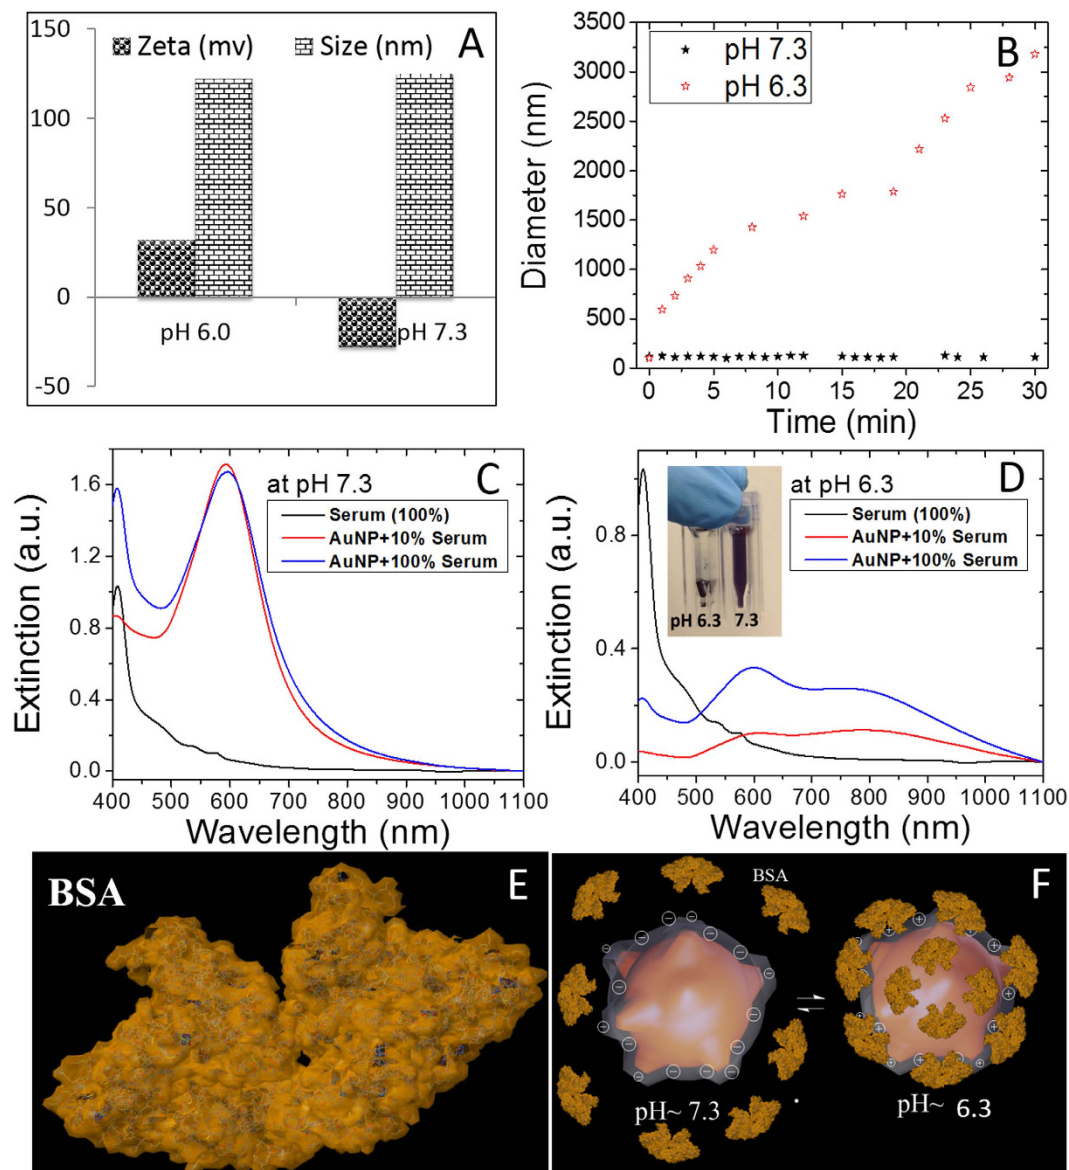 150
100
50
0
-50
Zeta (mv) Size (nm) A
pH 6.0 pH 7.3
3500
3000
2500
2000
1500
1000
500
0
Diameter (nm)
pH 7.3
pH 6.3
B
0 5 10 15 20 25 30
Time (min)
1.6
1.2
0.8
0.4
0.0
Extinction (a.u.)
at pH 7.3 C
Serum (100%)
AuNP+10% Serum
AuNP+100% Serum
400 500 600 700 800 900 1000 1100
Wavelength (nm)
0.8
0.4
0.0
Extinction (a.u.)
at pH 6.3 D
Serum (100%)
AuNP+10% Serum
AuNP+100% Serum
pH 6.3 7.3
400 500 600 700 800 900 1000 1100
Wavelength (nm)
BSA E
BSA F
pH~ 7.3 pH~ 6.3